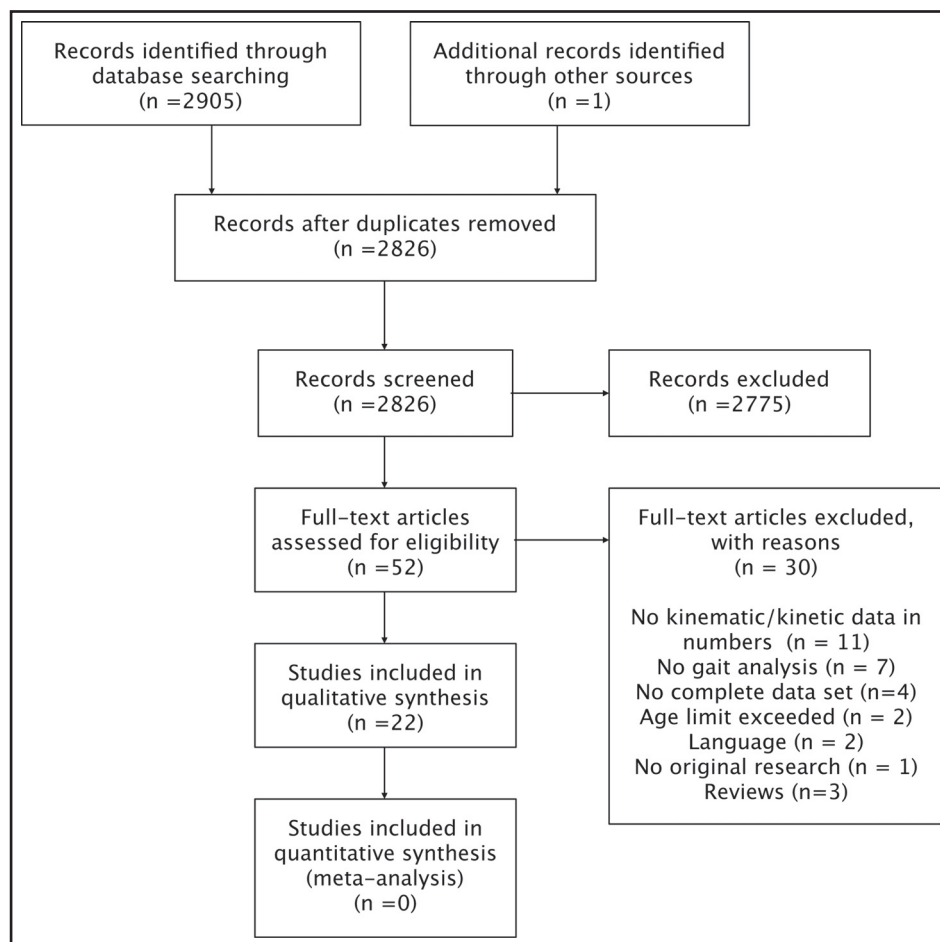 Records identified through
database searching
(n =2905)
Additional records identified
through other sources
(n =1)
Records after duplicates removed
(n =2826)
Records screened
(n =2826)
Records excluded
(n =2775)
Full-text articles
assessed for eligibility
(n =52)
Full-text articles excluded,
with reasons
(n = 30)
No kinematic/kinetic data in
numbers (n = 11)
No gait analysis (n = 7)
No complete data set (n=4)
Age limit exceeded (n = 2)
Language (n = 2)
No original research (n = 1)
Reviews (n=3)
Studies included in
qualitative synthesis
(n =22)
Studies included in
quantitative synthesis
(meta-analysis)
(n =0)